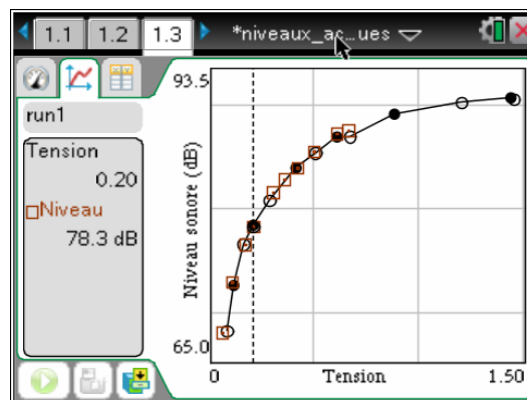 1.1 1.2 1.3 *niveaux_ac…ues
run1
Tension
0.20
Niveau
78.3 dB
93.5
Niveau sonore (dB)
65.0
0 Tension 1.50